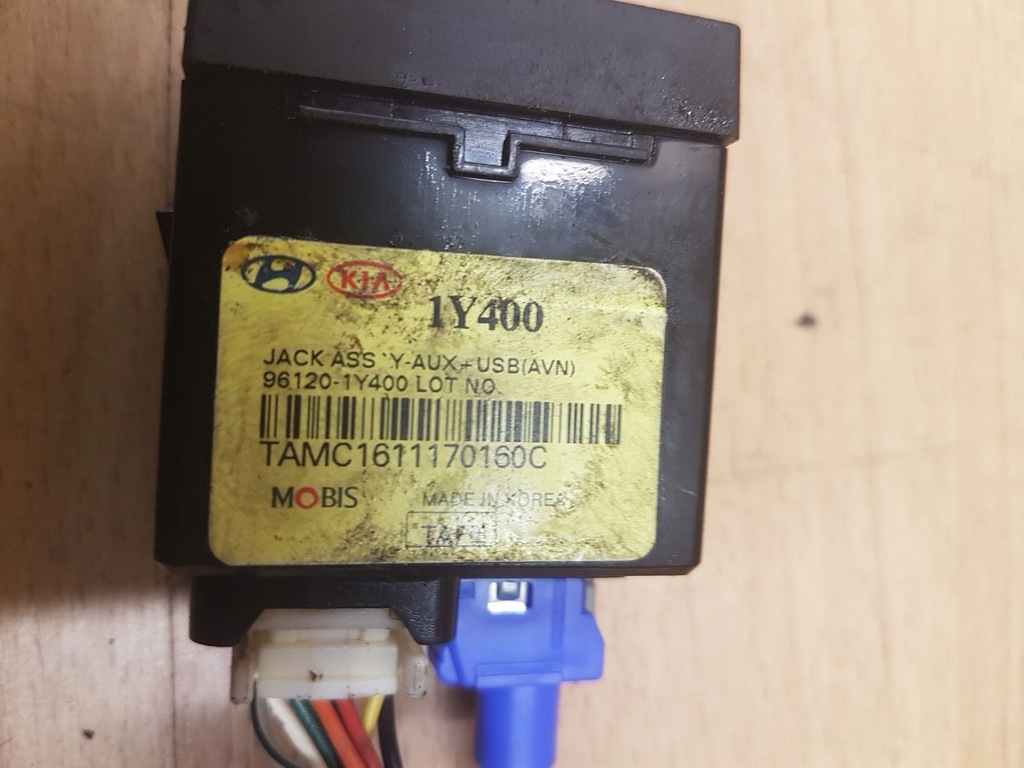 KIA
1Y400
JACK ASS'Y-AUX+USB(AVN)
96120-1Y400 LOT NO.
TAMC1611170160C
MOBIS
MADE IN KOREA